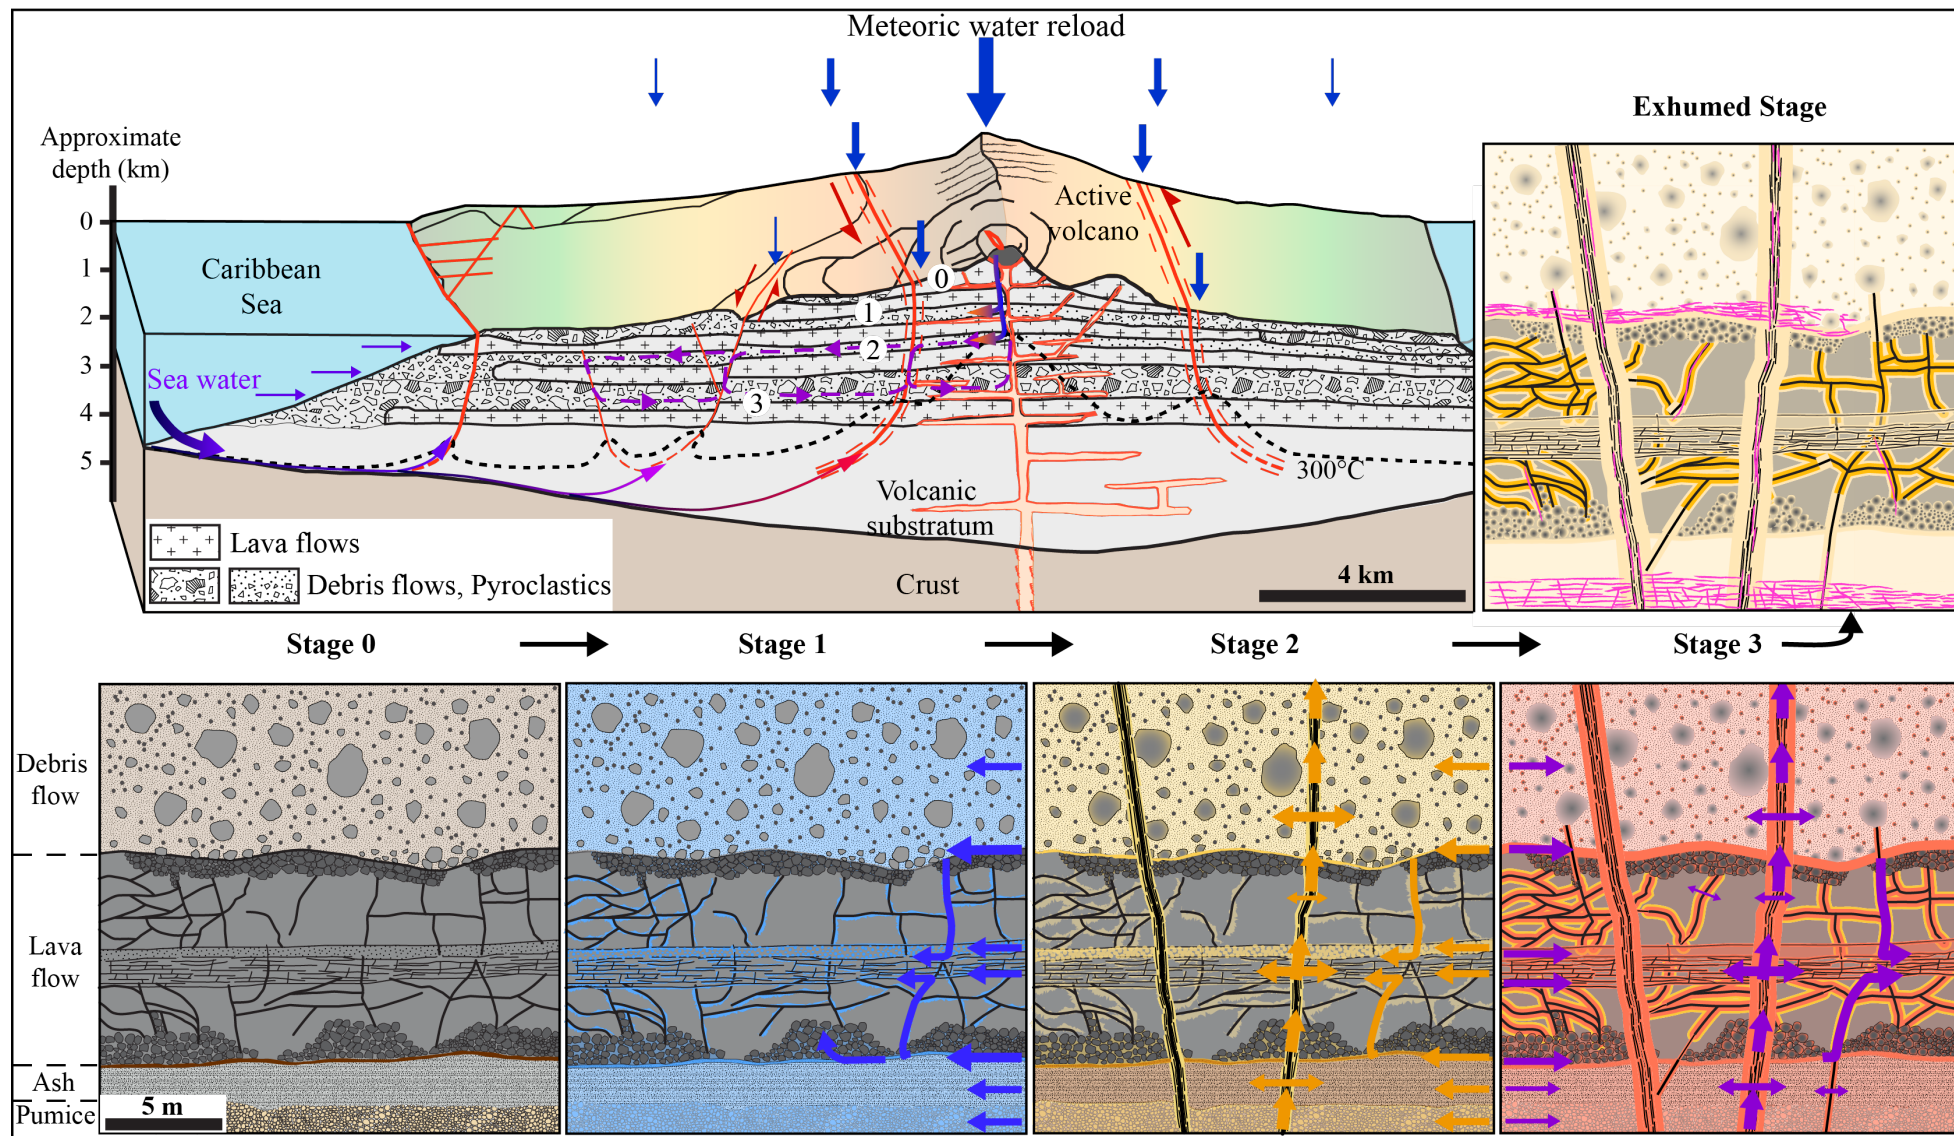 Meteoric water reload
Approximate
depth (km)
0
1
2
3
4
5
Caribbean
Sea
Sea water
Active
volcano
0
1
2
3
300°C
Volcanic
substratum
Crust
Lava flows
Debris flows, Pyroclastics
4 km
Exhumed Stage
Stage 0
Stage 1
Stage 2
Stage 3
Debris
flow
Lava
flow
Ash
Pumice
5 m